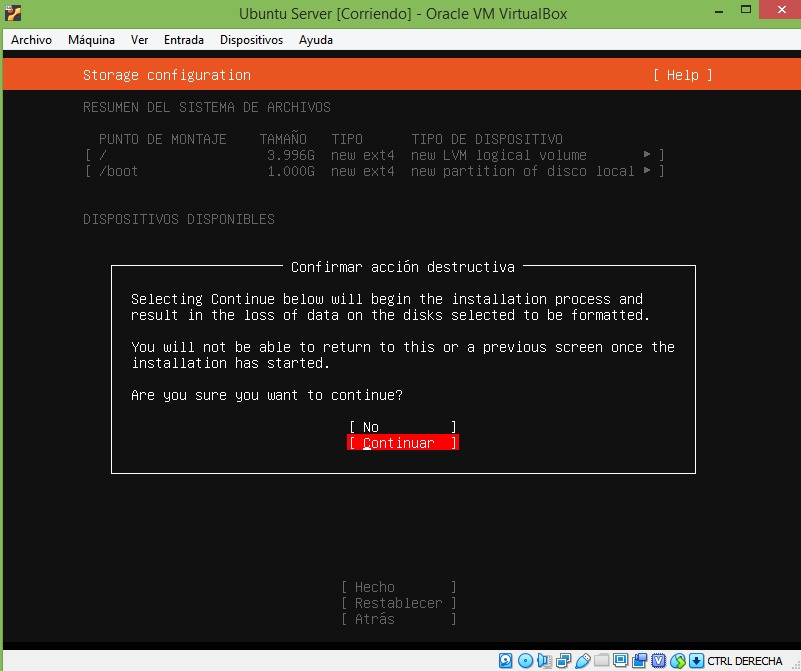 Ubuntu Server [Corriendo] - Oracle VM VirtualBox
Archivo Máquina Ver Entrada Dispositivos Ayuda
Storage configuration [ Help ]
RESUMEN DEL SISTEMA DE ARCHIVOS
PUNTO DE MONTAJE TAMAÑO TIPO TIPO DE DISPOSITIVO
[ / 3.996G new ext4 new LVM logical volume ▸ ]
[ /boot 1.000G new ext4 new partition of disco local ▸ ]
DISPOSITIVOS DISPONIBLES
Confirmar acción destructiva
Selecting Continue below will begin the installation process and
result in the loss of data on the disks selected to be formatted.
You will not be able to return to this or a previous screen once the
installation has started.
Are you sure you want to continue?
[ No ]
[ Continuar ]
[ Hecho ]
[ Restablecer ]
[ Atrás ]
CTRL DERECHA